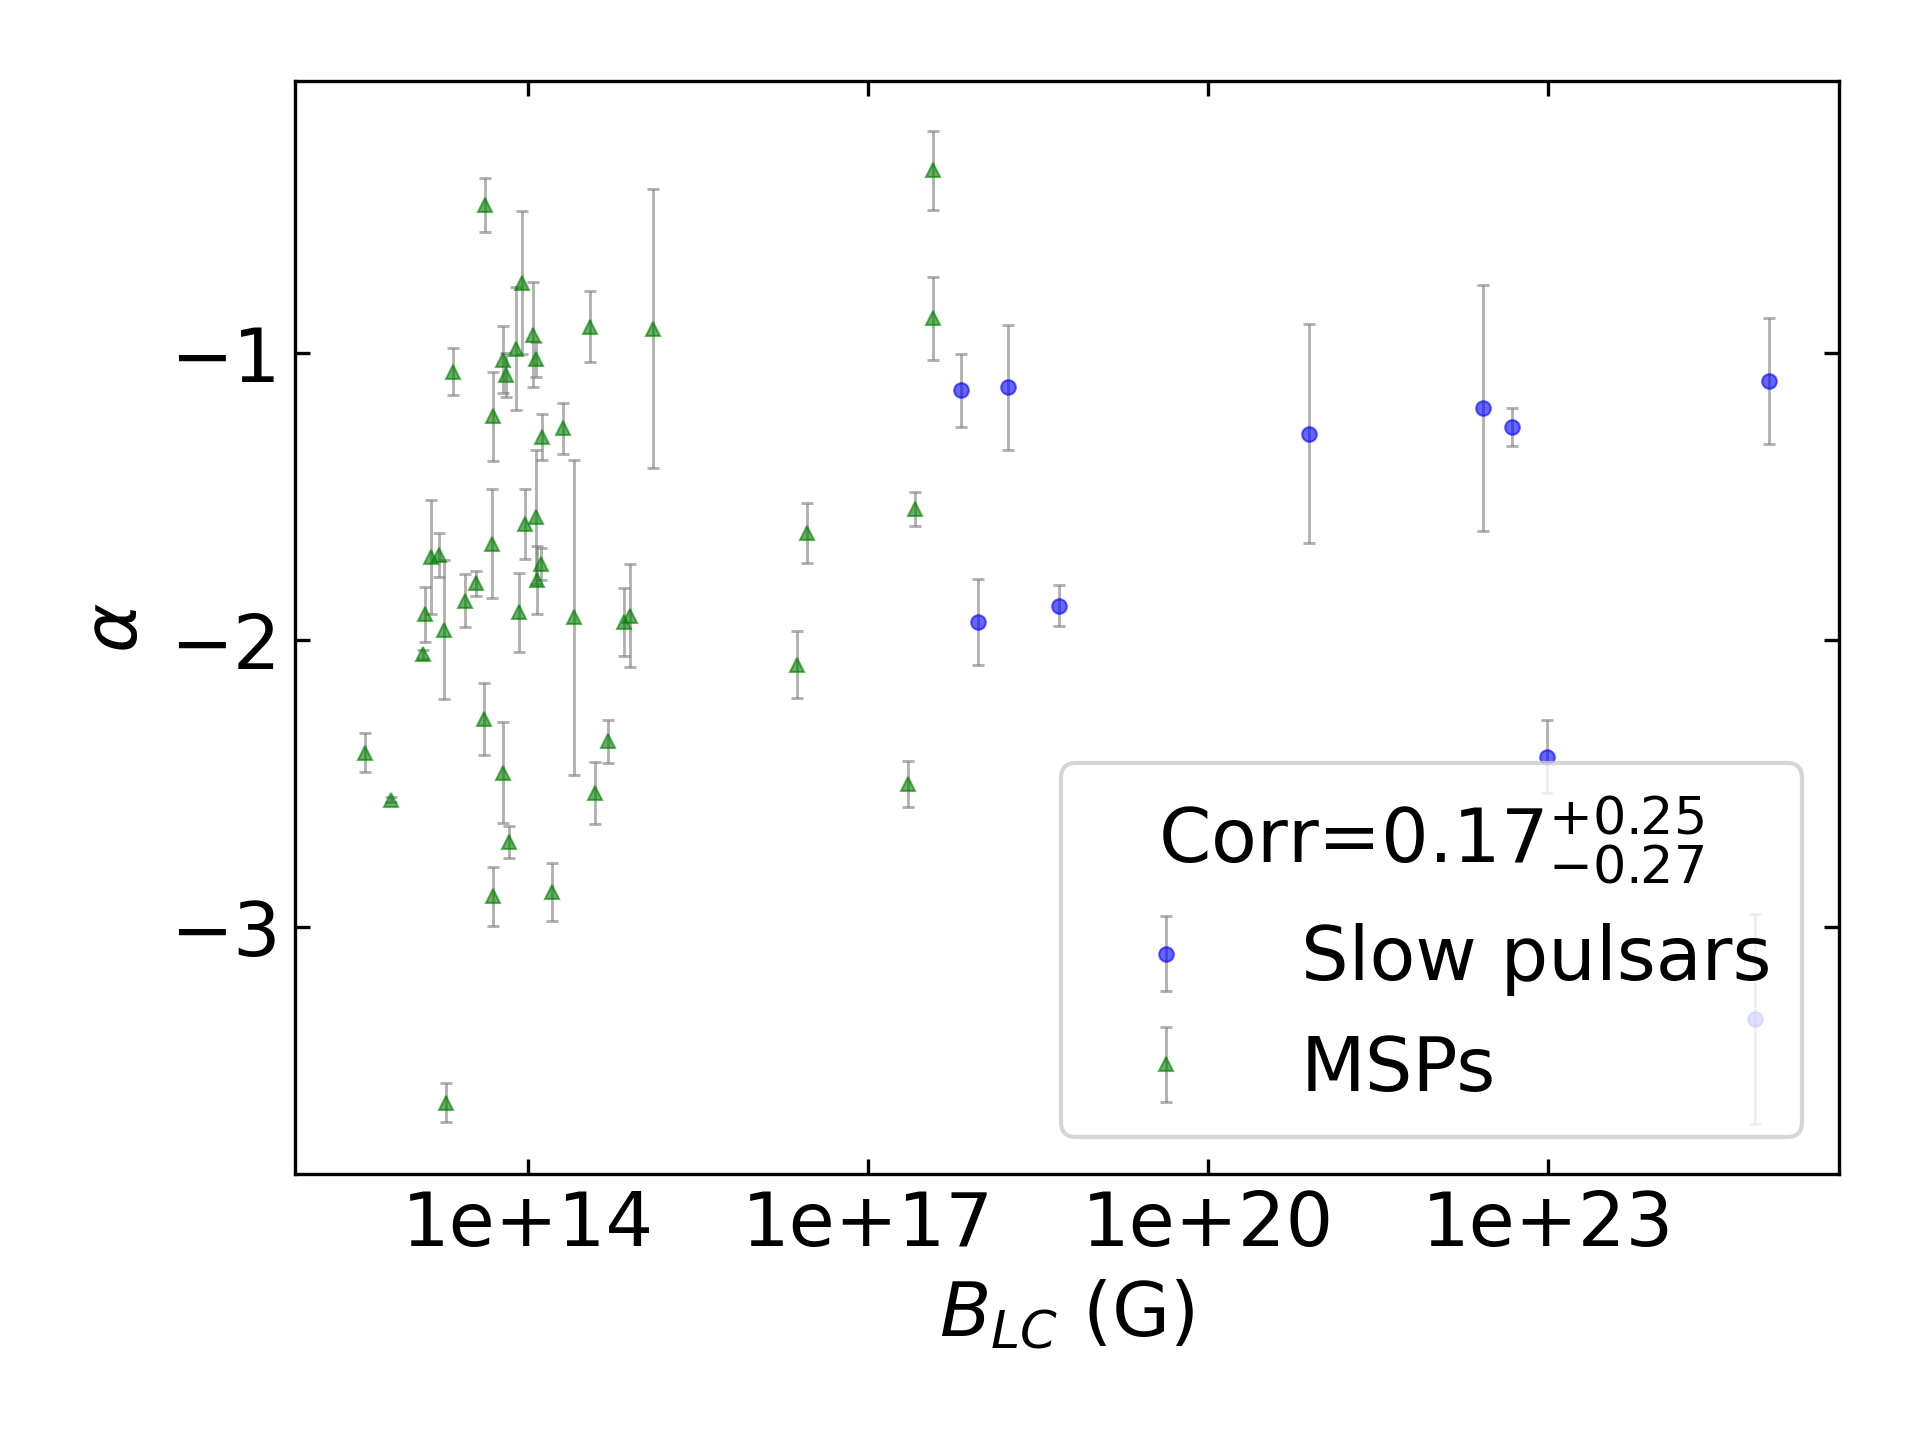 −1
−2
−3
α
Corr=0.17 +0.25 −0.27
Slow pulsars
MSPs
1e+14 1e+17 1e+20 1e+23
B_LC (G)